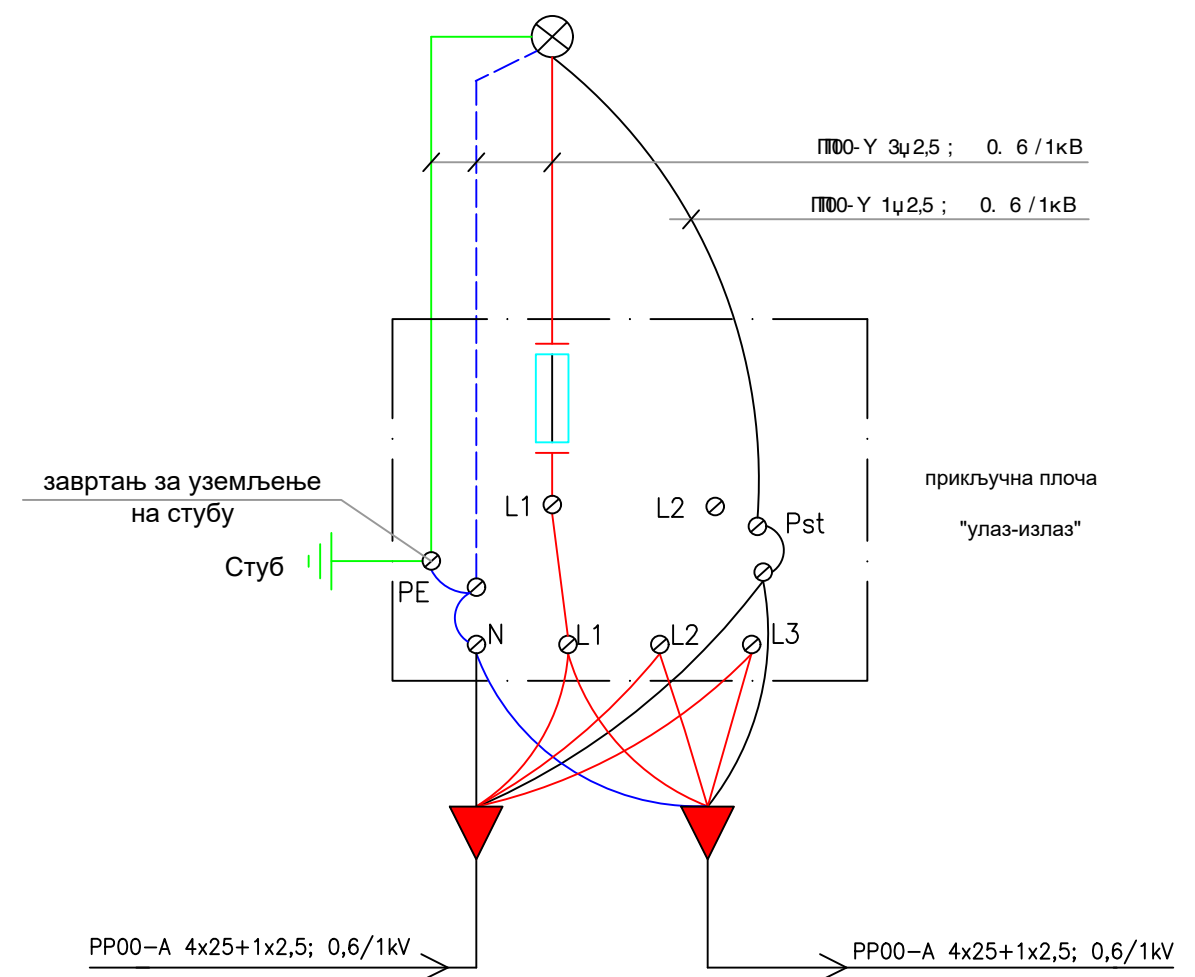 ПП00-Y 3џ2,5 ; 0. 6 /1кВ
ПП00-Y 1џ2,5 ; 0. 6 /1кВ
завртањ за уземљење
на стубу
L1
L2
Pst
прикључна плоча
"улаз-излаз"
Стуб
PE
N
L1
L2
L3
PP00-A 4x25+1x2,5; 0,6/1kV
PP00-A 4x25+1x2,5; 0,6/1kV